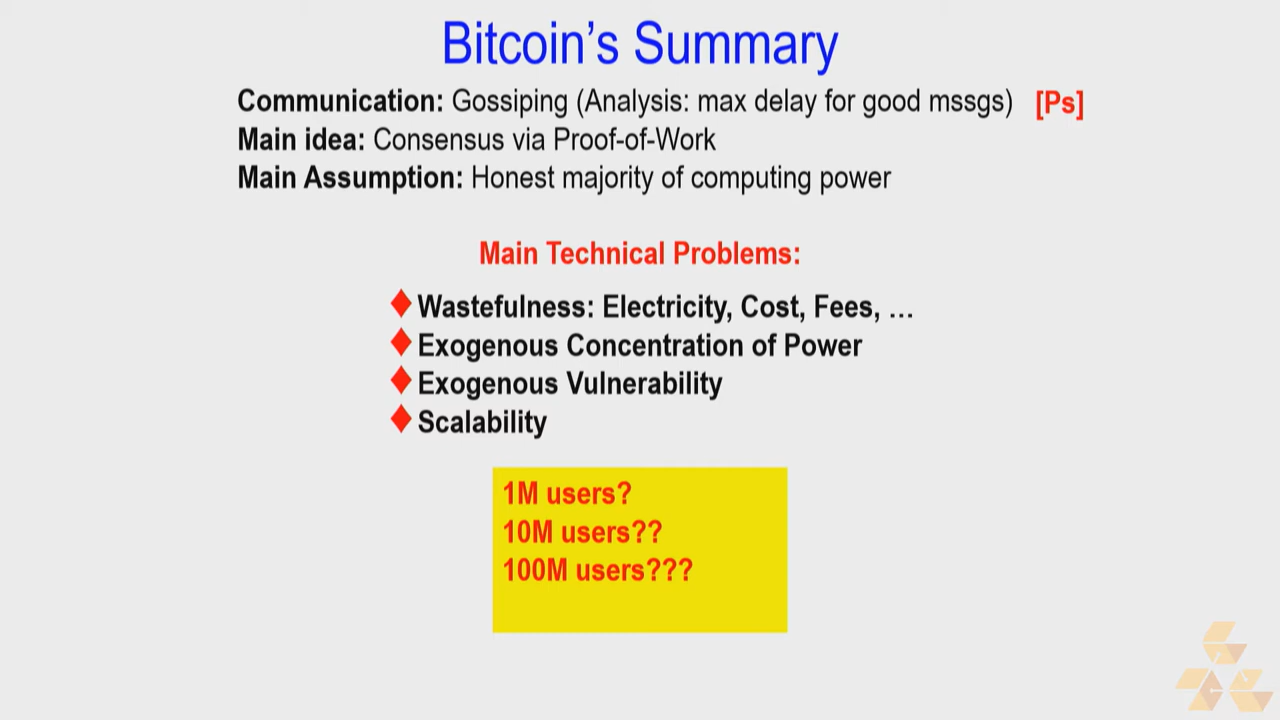 Bitcoin's Summary
Communication: Gossiping (Analysis: max delay for good mssgs) [Ps]
Main idea: Consensus via Proof-of-Work
Main Assumption: Honest majority of computing power
Main Technical Problems:
♦ Wastefulness: Electricity, Cost, Fees, …
♦ Exogenous Concentration of Power
♦ Exogenous Vulnerability
♦ Scalability
1M users?
10M users??
100M users???